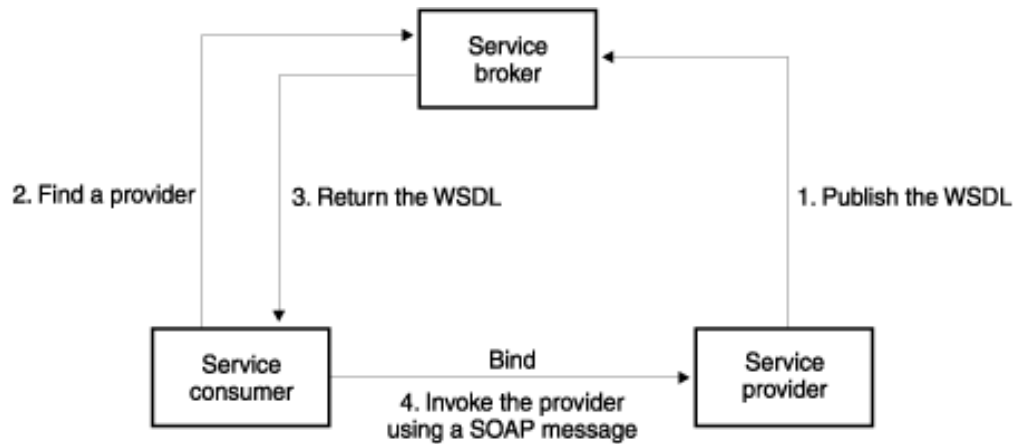 Service
broker
2. Find a provider
3. Return the WSDL
1. Publish the WSDL
Service
consumer
Bind
4. Invoke the provider
using a SOAP message
Service
provider